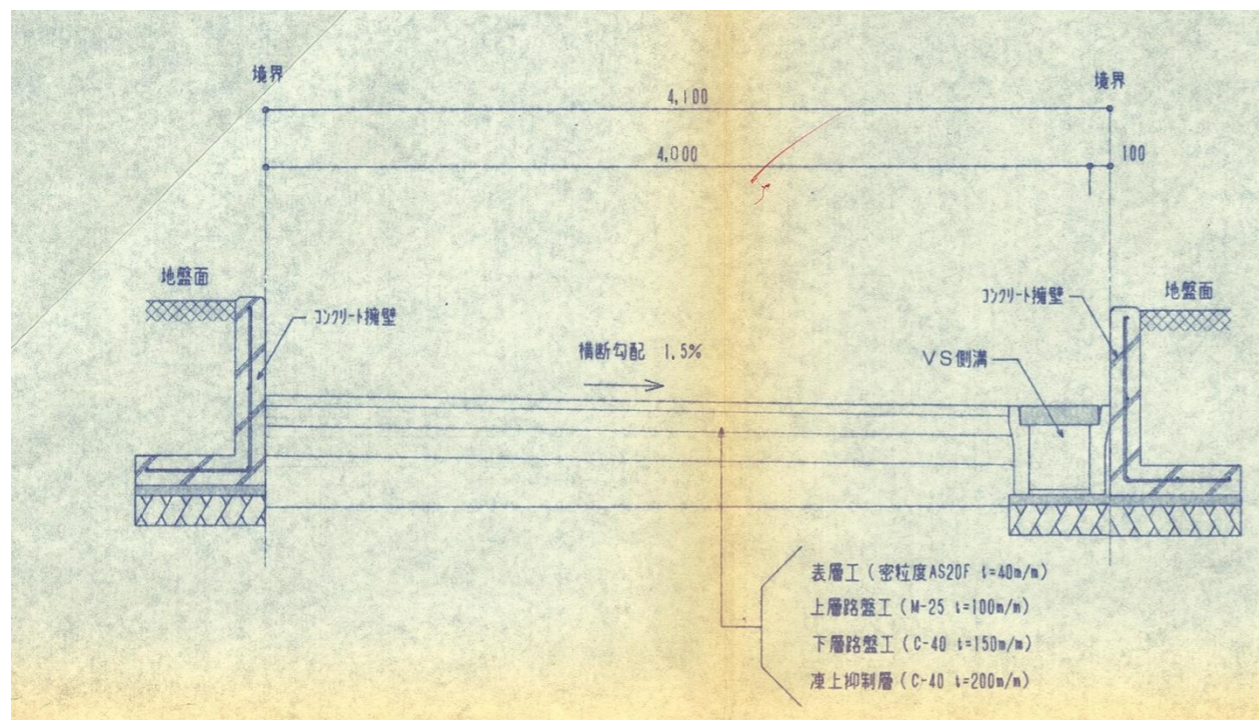 境界
境界
4,100
4,000
100
地盤面
コンクリート擁壁
コンクリート擁壁
地盤面
横断勾配 1.5%
VS側溝
表層工(密粒度AS20F t=40m/m)
上層路盤工(M-25 t=100m/m)
下層路盤工(C-40 t=150m/m)
凍上抑制層(C-40 t=200m/m)